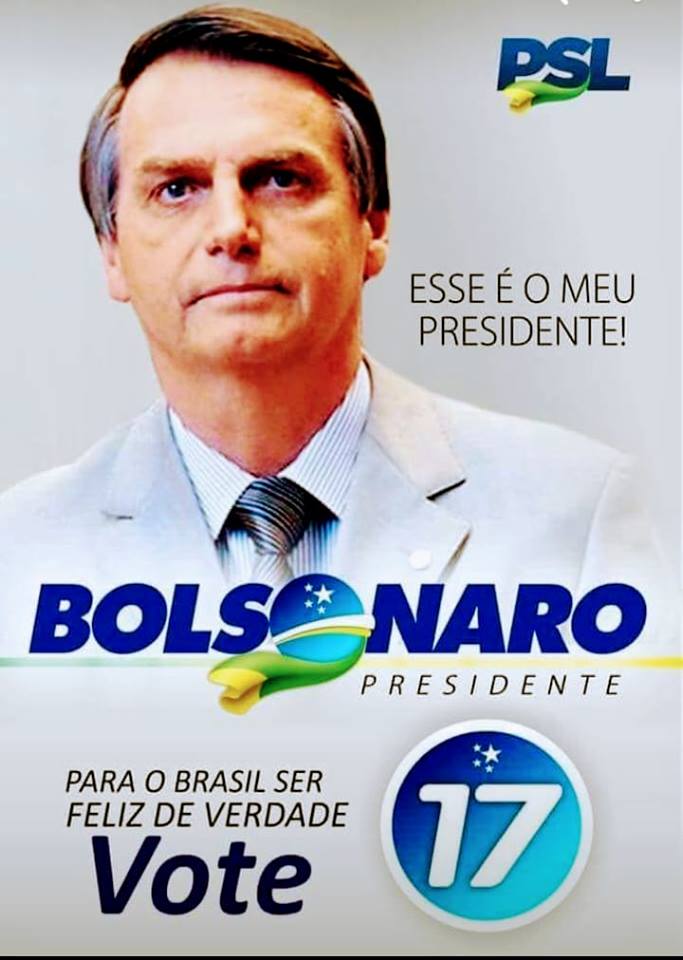 PSL
ESSE É O MEU
PRESIDENTE!
BOLSONARO
PRESIDENTE
PARA O BRASIL SER
FELIZ DE VERDADE
Vote
17